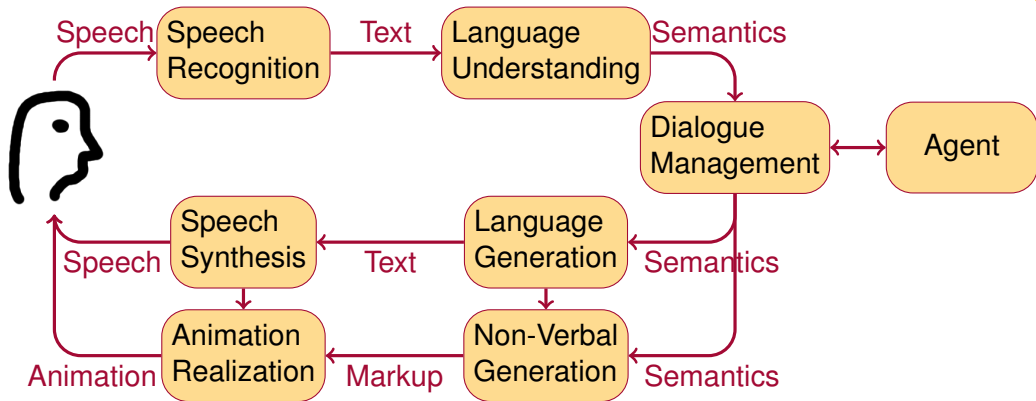 Speech
Speech
Recognition
Text
Language
Understanding
Semantics
Dialogue
Management
Agent
Speech
Synthesis
Speech
Text
Language
Generation
Semantics
Animation
Realization
Animation
Markup
Non-Verbal
Generation
Semantics